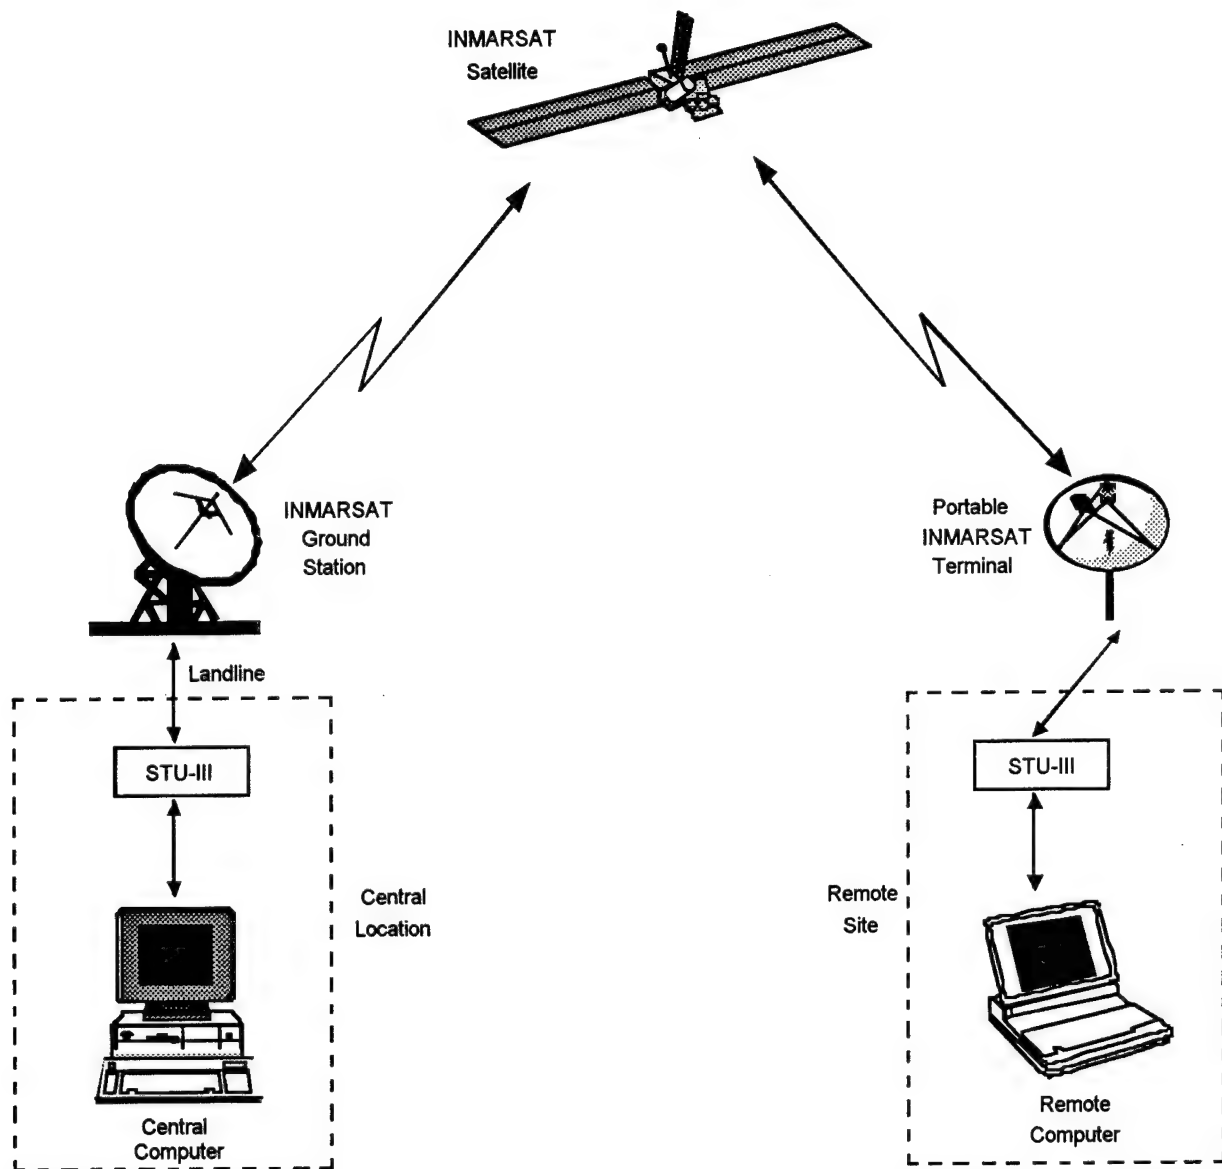 INMARSAT
Satellite
INMARSAT
Ground
Station
Portable
INMARSAT
Terminal
Landline
STU-III
STU-III
Central
Location
Remote
Site
Central
Computer
Remote
Computer